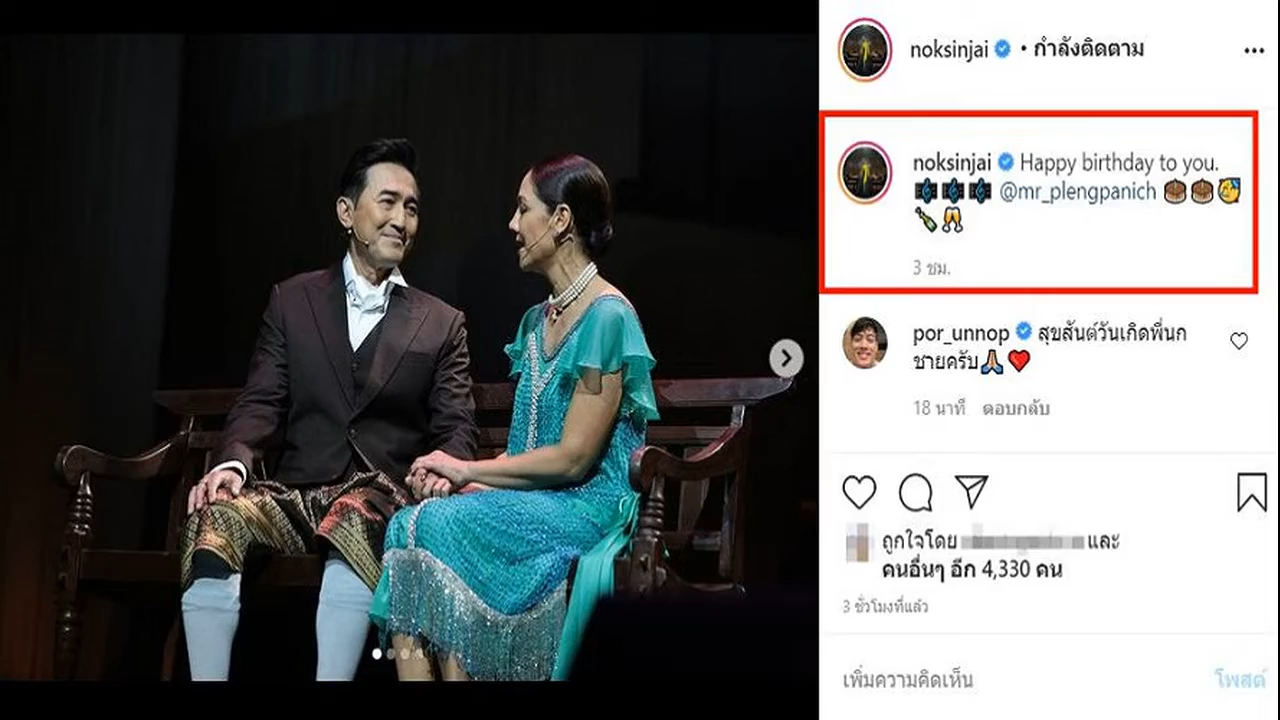 noksinjai • กำลังติดตาม
noksinjai Happy birthday to you.
🎼🎼🎼 @mr_plengpanich 🎂🎂🥳
🍾🥂
3 ชม.
por_unnop สุขสันต์วันเกิดพี่นก
ชายครับ🙏🏼❤️
18 นาที ตอบกลับ
ถูกใจโดย และ
คนอื่นๆ อีก 4,330 คน
3 ชั่วโมงที่แล้ว
เพิ่มความคิดเห็น โพสต์